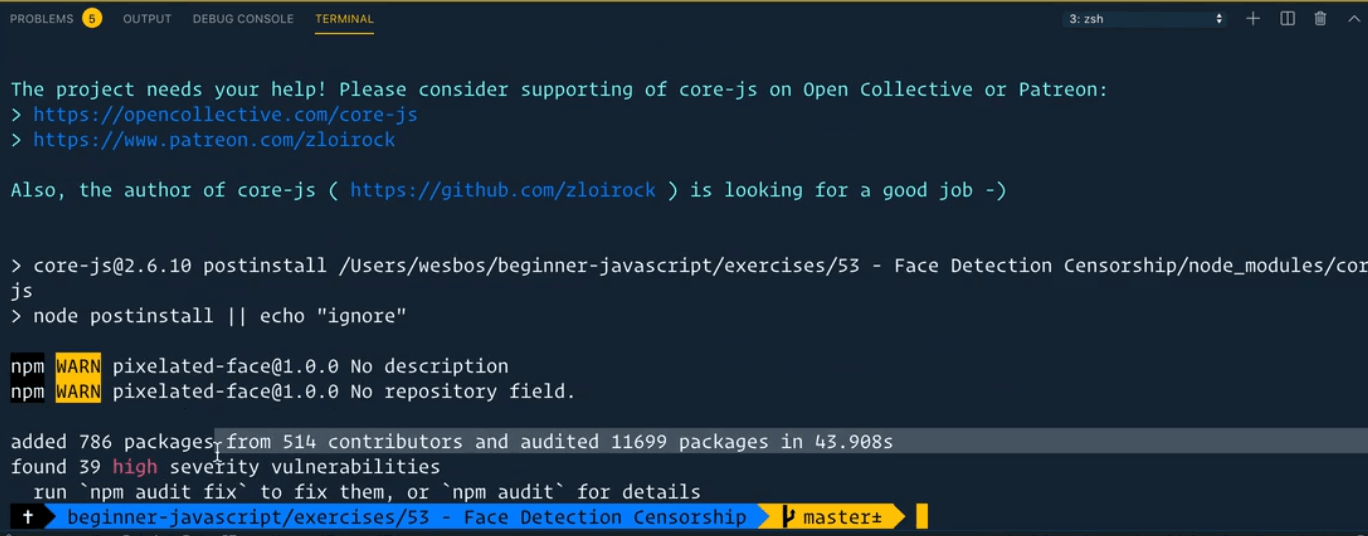 PROBLEMS 5 OUTPUT DEBUG CONSOLE TERMINAL 3: zsh
The project needs your help! Please consider supporting of core-js on Open Collective or Patreon:
> https://opencollective.com/core-js
> https://www.patreon.com/zloirock
Also, the author of core-js ( https://github.com/zloirock ) is looking for a good job -)
> core-js@2.6.10 postinstall /Users/wesbos/beginner-javascript/exercises/53 - Face Detection Censorship/node_modules/cor
js
> node postinstall || echo "ignore"
npm WARN pixelated-face@1.0.0 No description
npm WARN pixelated-face@1.0.0 No repository field.
added 786 packages from 514 contributors and audited 11699 packages in 43.908s
found 39 high severity vulnerabilities
run `npm audit fix` to fix them, or `npm audit` for details
beginner-javascript/exercises/53 - Face Detection Censorship master±